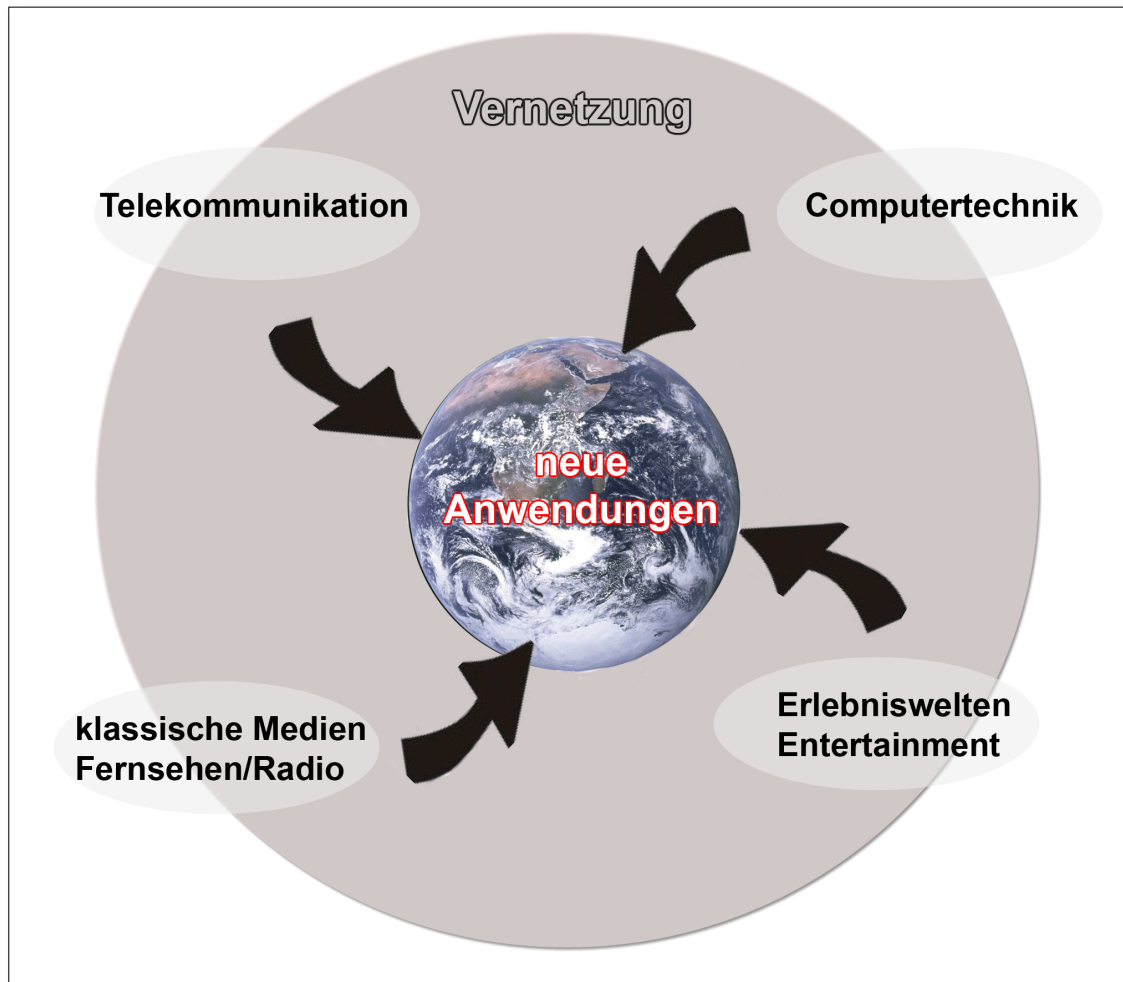 Vernetzung
Telekommunikation
Computertechnik
neue
Anwendungen
klassische Medien
Fernsehen/Radio
Erlebniswelten
Entertainment